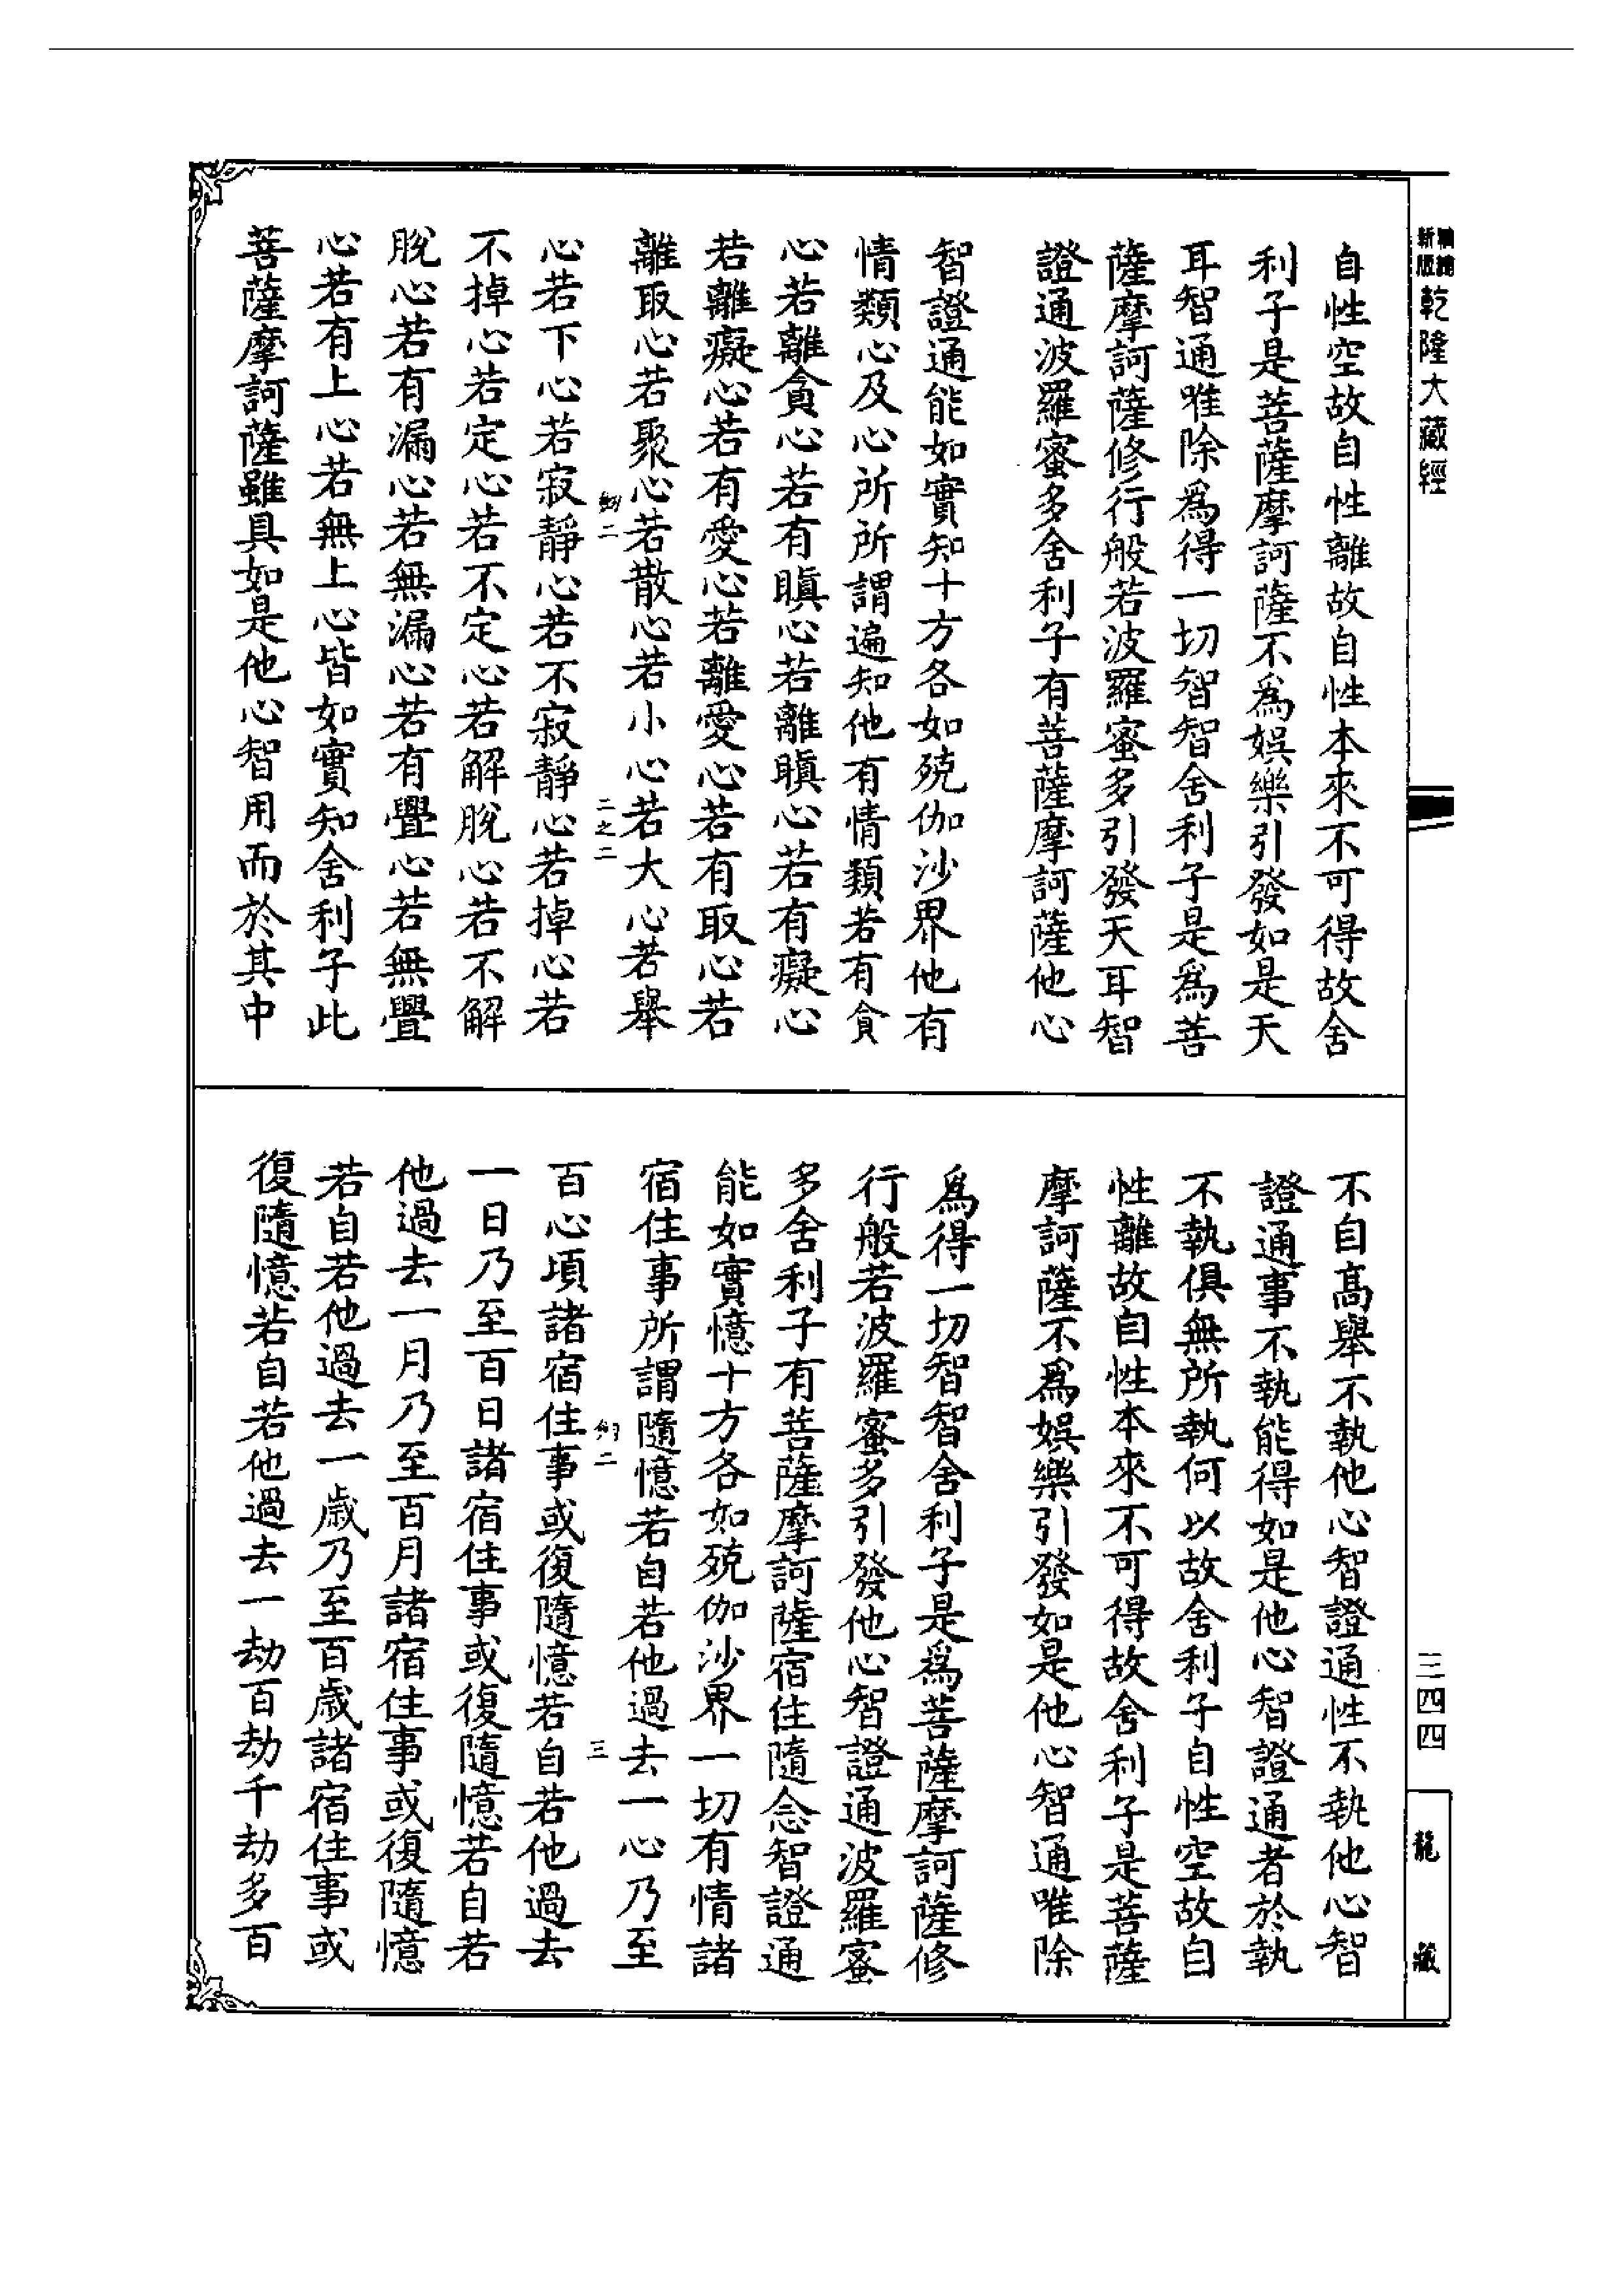 新版
乾隆大藏經
自性空故自性離故自性本來不可得故舍
利子是菩薩摩訶薩不爲娛樂引發如是天
耳智通唯除爲得一切智智舍利子是爲菩
薩摩訶薩修行般若波羅蜜多引發天耳智
證通波羅蜜多舍利子有菩薩摩訶薩他心
智證通能如實知十方各如殑伽沙界他有
情類心及心所所謂遍知他有情類若有貪
心若離貪心若有瞋心若離瞋心若有癡心
若離癡心若有愛心若離愛心若有取心若
離取心若聚心若散心若小心若大心若舉
二
二之二
心若下心若寂靜心若不寂靜心若掉心若
不掉心若定心若不定心若解脫心若不解
脫心若有漏心若無漏心若有舋心若無舋
心若有上心若無上心皆如實知舍利子此
菩薩摩訶薩雖具如是他心智用而於其中
不自高舉不執他心智證通性不執他心智
證通事不執能得如是他心智證通者於執
不執俱無所執何以故舍利子自性空故自
性離故自性本來不可得故舍利子是菩薩
摩訶薩不爲娛樂引發如是他心智通唯除
爲得一切智智舍利子是爲菩薩摩訶薩修
行般若波羅蜜多引發他心智證通波羅蜜
多舍利子有菩薩摩訶薩宿住隨念智證通
能如實憶十方各如殑伽沙界一切有情諸
宿住事所謂隨憶若自若他過去一心乃至
二
三
百心頃諸宿住事或復隨憶若自若他過去
一日乃至百日諸宿住事或復隨憶若自若
他過去一月乃至百月諸宿住事或復隨憶
若自若他過去一歲乃至百歲諸宿住事或
復隨憶若自若他過去一劫百劫千劫多百
三四四
龍藏